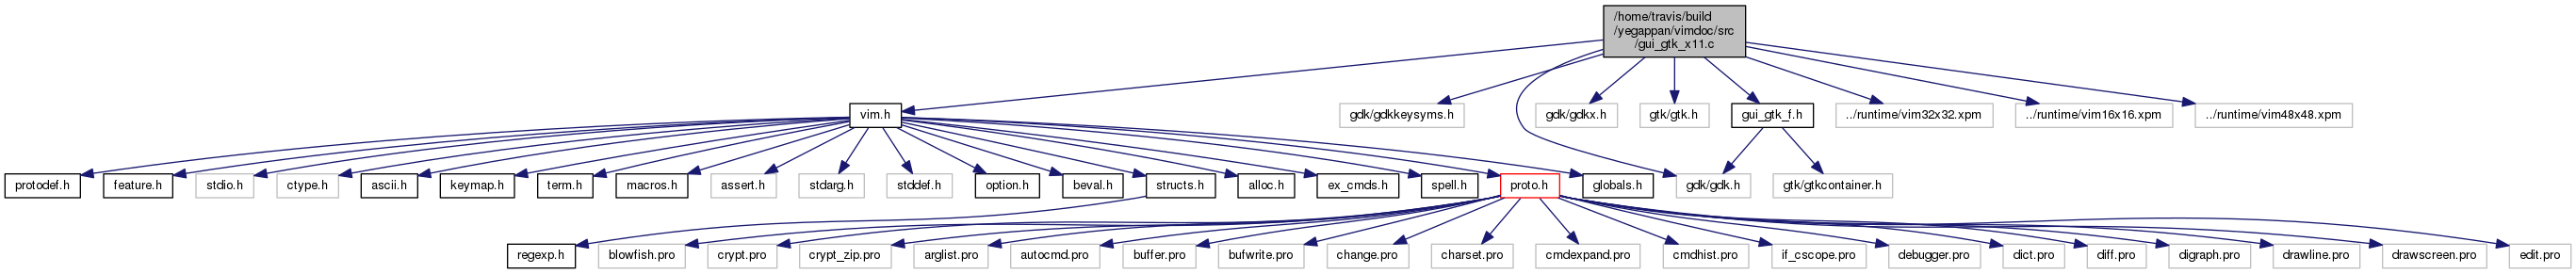 /home/travis/build
/yegappan/vimdoc/src
/gui_gtk_x11.c
vim.h
gdk/gdkkeysyms.h
gdk/gdkx.h
gtk/gtk.h
gui_gtk_f.h
../runtime/vim32x32.xpm
../runtime/vim16x16.xpm
../runtime/vim48x48.xpm
protodef.h
feature.h
stdio.h
ctype.h
ascii.h
keymap.h
term.h
macros.h
assert.h
stdarg.h
stddef.h
option.h
beval.h
structs.h
alloc.h
ex_cmds.h
spell.h
proto.h
globals.h
gdk/gdk.h
gtk/gtkcontainer.h
regexp.h
blowfish.pro
crypt.pro
crypt_zip.pro
arglist.pro
autocmd.pro
buffer.pro
bufwrite.pro
change.pro
charset.pro
cmdexpand.pro
cmdhist.pro
if_cscope.pro
debugger.pro
dict.pro
diff.pro
digraph.pro
drawline.pro
drawscreen.pro
edit.pro